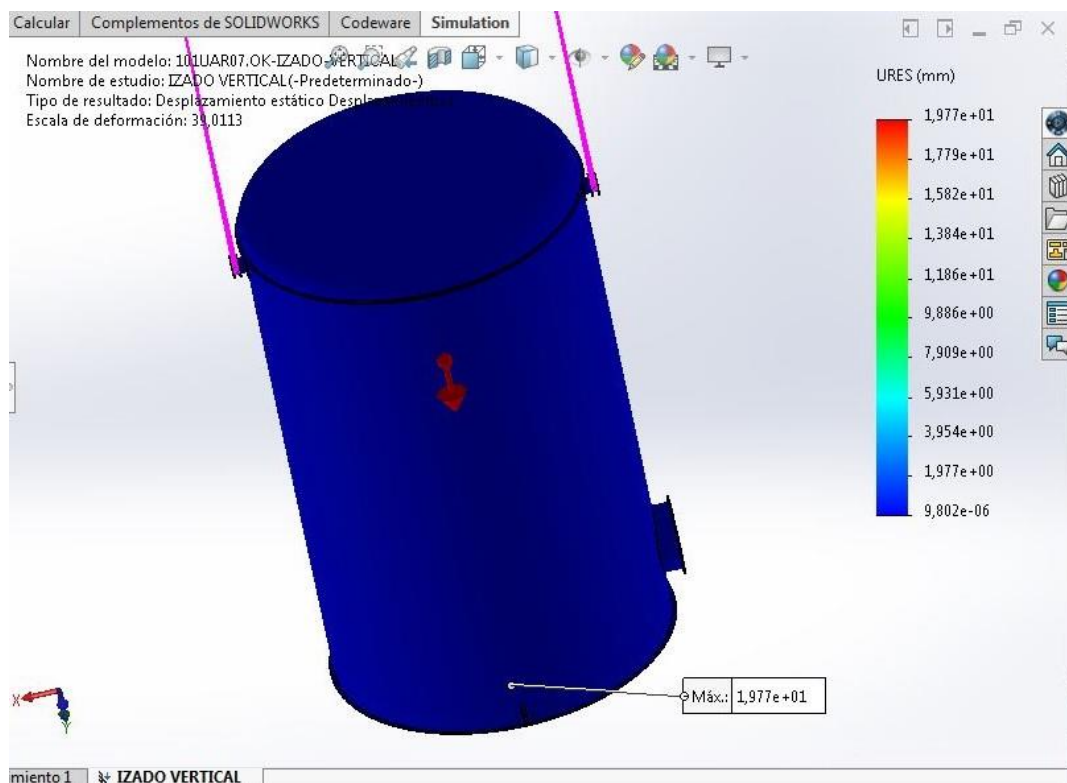 Calcular Complementos de SOLIDWORKS Codeware Simulation
Nombre del modelo: 101UAR07.OK-IZADO-VERTICAL
Nombre de estudio: IZADO VERTICAL(-Predeterminado-)
Tipo de resultado: Desplazamiento estático
Escala de deformación: 39,0113
URES (mm)
1,977e+01
1,779e+01
1,582e+01
1,384e+01
1,186e+01
9,886e+00
7,909e+00
5,931e+00
3,954e+00
1,977e+00
9,802e-06
Máx.: 1,977e+01
X
Y
miento 1 IZADO VERTICAL